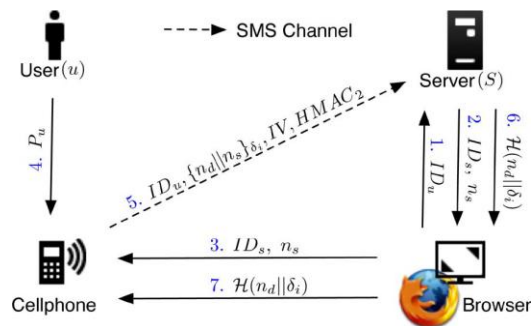 SMS Channel
User(u)
Server(S)
4. P_u
5. ID_u, {n_d||n_s}_{δ_i}, IV, HMAC_2
1. ID_u
2. ID_s, n_s
6. ℋ(n_d||δ_i)
3. ID_s, n_s
7. ℋ(n_d||δ_i)
Cellphone
Browser